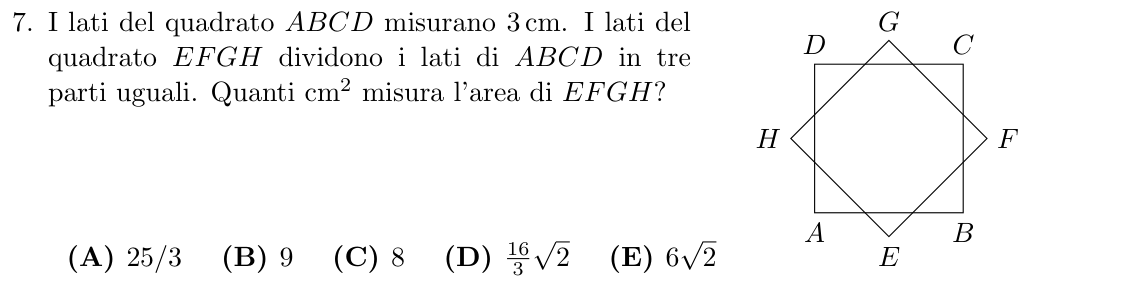 7. I lati del quadrato ABCD misurano 3 cm. I lati del
quadrato EFGH dividono i lati di ABCD in tre
parti uguali. Quanti cm² misura l'area di EFGH?
G
D
C
H
F
A
B
E
(A) 25/3 (B) 9 (C) 8 (D) 16/3 √2 (E) 6√2